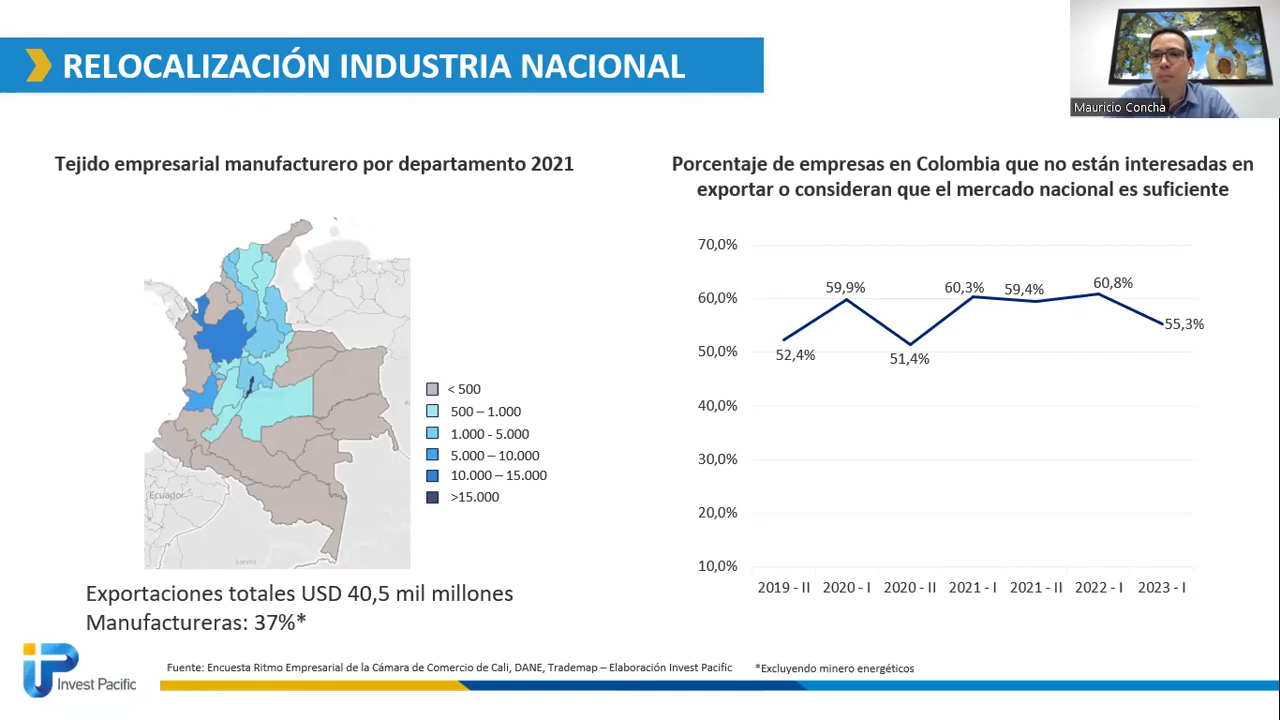 RELOCALIZACIÓN INDUSTRIA NACIONAL
Mauricio Concha
Tejido empresarial manufacturero por departamento 2021
Ecuador
Loreto
< 500
500 – 1.000
1.000 - 5.000
5.000 – 10.000
10.000 – 15.000
>15.000
Exportaciones totales USD 40,5 mil millones
Manufactureras: 37%*
Porcentaje de empresas en Colombia que no están interesadas en
exportar o consideran que el mercado nacional es suficiente
70,0%
60,0%
50,0%
40,0%
30,0%
20,0%
10,0%
52,4%
59,9%
51,4%
60,3%
59,4%
60,8%
55,3%
2019 - II
2020 - I
2020 - II
2021 - I
2021 - II
2022 - I
2023 - I
iP
Invest Pacific
Fuente: Encuesta Ritmo Empresarial de la Cámara de Comercio de Cali, DANE, Trademap – Elaboración Invest Pacific
*Excluyendo minero energéticos